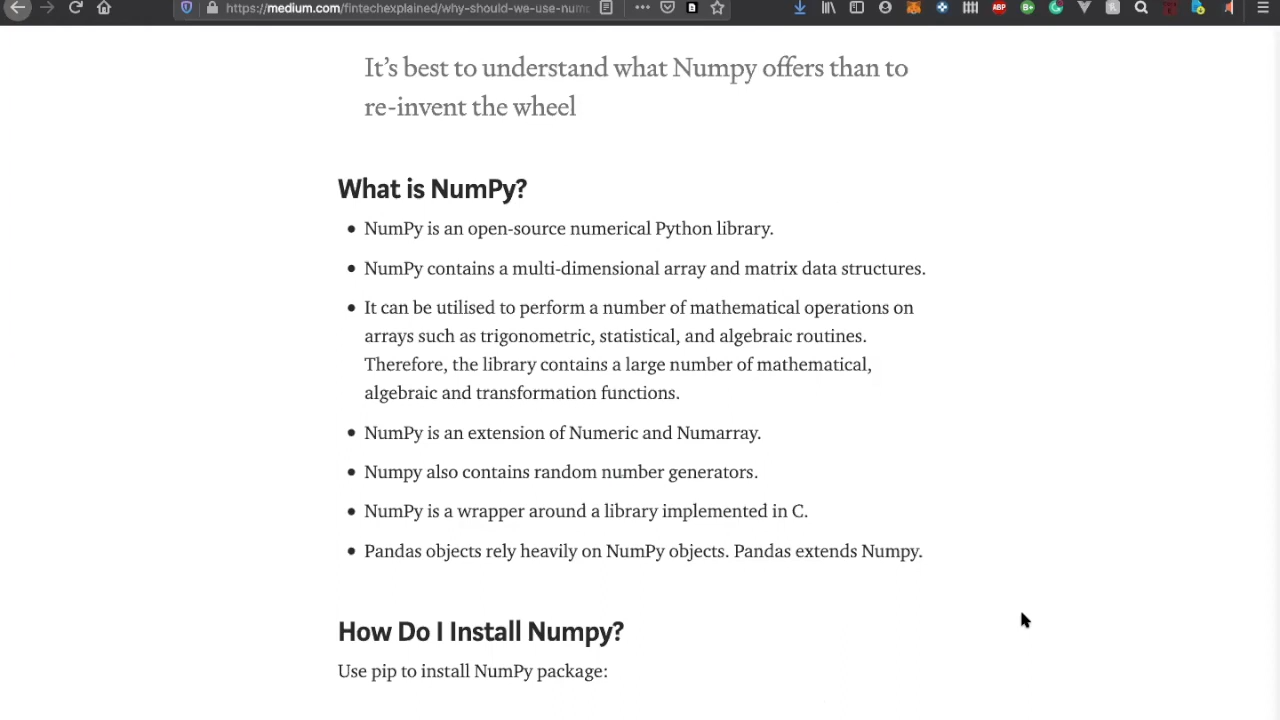 https://medium.com/fintechexplained/why-should-we-use-num
ABP
It's best to understand what Numpy offers than to
re-invent the wheel
What is NumPy?
NumPy is an open-source numerical Python library.
NumPy contains a multi-dimensional array and matrix data structures.
It can be utilised to perform a number of mathematical operations on
arrays such as trigonometric, statistical, and algebraic routines.
Therefore, the library contains a large number of mathematical,
algebraic and transformation functions.
NumPy is an extension of Numeric and Numarray.
Numpy also contains random number generators.
NumPy is a wrapper around a library implemented in C.
Pandas objects rely heavily on NumPy objects. Pandas extends Numpy.
How Do I Install Numpy?
Use pip to install NumPy package: